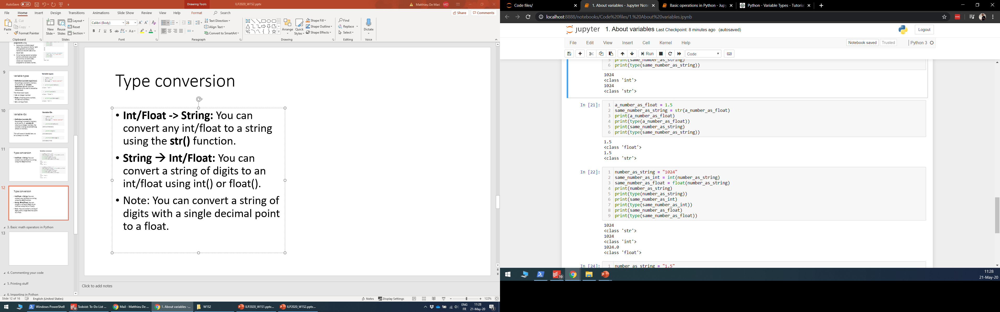 AutoSave Off
Drawing Tools
ILP2020_W1S2.pptx
Matthieu De Mari MD
File Home Insert Design Transitions Animations Slide Show Review View Help Format Search
Share Comments
Paste
Cut
Copy
Format Painter
Clipboard
New Slide
Reuse Slides
Layout
Reset
Section
Slides
Calibri (Body) 28
Font
Text Direction
Align Text
Convert to SmartArt
Paragraph
Arrange
Quick Styles
Shape Fill
Shape Outline
Shape Effects
Drawing
Find
Replace
Select
Editing
Dictate
Voice
9
Variable types
10
Variable IDs
11
Type conversion
12
Type conversion
3. Basic math operators in Python
13
4. Commenting your code
5. Printing stuff
6. Importing in Python
Type conversion
• Int/Float -> String: You can
convert any int/float to a string
using the str() function.
• String → Int/Float: You can
convert a string of digits to an
int/float using int() or float().
• Note: You can convert a string of
digits with a single decimal point
to a float.
Click to add notes
Slide 12 of 16 English (United States)
Notes Display Settings 122%
Windows PowerShell
Todoist: To-Do List ...
Mail - Matthieu De ...
1. About variables -...
W1S2
ILP2020_W1S1.pptx...
ILP2020_W1S2.pptx...
ENG
FR
11:28
21-May-20
5
Code files/
1. About variables - Jupyter Note
Basic operations in Python - Jupy
Python - Variable Types - Tutoria
localhost:8888/notebooks/Code%20files/1.%20About%20variables.ipynb
jupyter 1. About variables Last Checkpoint: 8 minutes ago (autosaved)
Logout
File Edit View Insert Cell Kernel Help
Notebook saved Trusted Python 3
Run Code
5 print(same_number_as_string)
6 print(type(same_number_as_string))
1024
<class 'int'>
1024
<class 'str'>
In [21]:
1 a_number_as_float = 1.5
2 same_number_as_string = str(a_number_as_float)
3 print(a_number_as_float)
4 print(type(a_number_as_float))
5 print(same_number_as_string)
6 print(type(same_number_as_string))
1.5
<class 'float'>
1.5
<class 'str'>
In [22]:
1 number_as_string = "1024"
2 same_number_as_int = int(number_as_string)
3 same_number_as_float = float(number_as_string)
4 print(number_as_string)
5 print(type(number_as_string))
6 print(same_number_as_int)
7 print(type(same_number_as_int))
8 print(same_number_as_float)
9 print(type(same_number_as_float))
1024
<class 'str'>
1024
<class 'int'>
1024.0
<class 'float'>
In [24]:
1 number_as_string = "1.5"
19
11:28
21-May-20